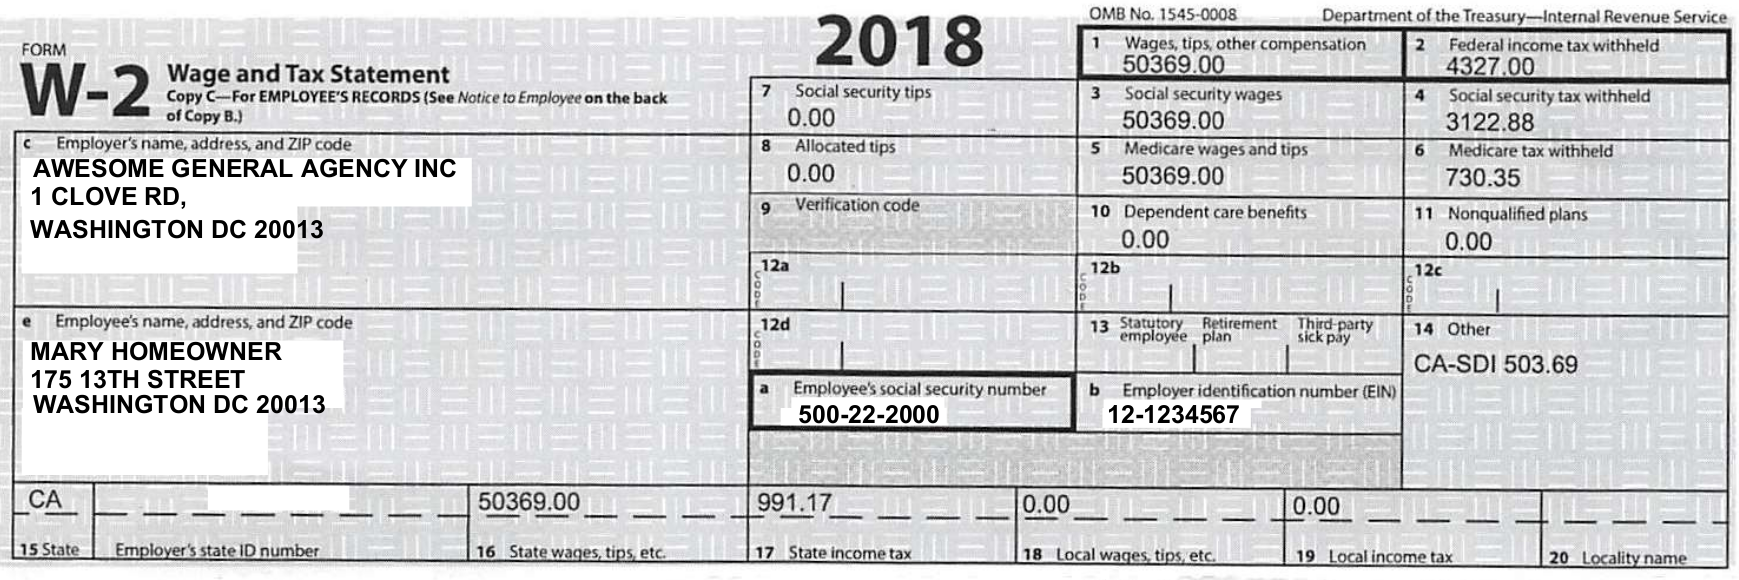 FORM
W-2 Wage and Tax Statement
Copy C—For EMPLOYEE'S RECORDS (See Notice to Employee on the back
of Copy B.)
2018
OMB No. 1545-0008
Department of the Treasury—Internal Revenue Service
1 Wages, tips, other compensation
50369.00
2 Federal income tax withheld
4327.00
7 Social security tips
0.00
3 Social security wages
50369.00
4 Social security tax withheld
3122.88
c Employer's name, address, and ZIP code
AWESOME GENERAL AGENCY INC
1 CLOVE RD,
WASHINGTON DC 20013
8 Allocated tips
0.00
5 Medicare wages and tips
50369.00
6 Medicare tax withheld
730.35
9 Verification code
10 Dependent care benefits
0.00
11 Nonqualified plans
0.00
12a
CODE
12b
CODE
12c
CODE
e Employee's name, address, and ZIP code
MARY HOMEOWNER
175 13TH STREET
WASHINGTON DC 20013
12d
CODE
13 Statutory employee
Retirement plan
Third-party sick pay
14 Other
CA-SDI 503.69
a Employee's social security number
500-22-2000
b Employer identification number (EIN)
12-1234567
CA
50369.00
991.17
0.00
0.00
15 State
Employer's state ID number
16 State wages, tips, etc.
17 State income tax
18 Local wages, tips, etc.
19 Local income tax
20 Locality name